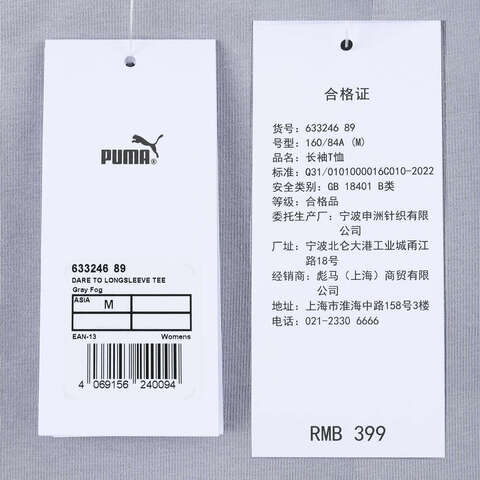 PUMA®
633246 89
DARE TO LONGSLEEVE TEE
Gray Fog
ASIA M
EAN-13 Womens
4 069156 240094
合格证
货号: 633246 89
号型: 160/84A (M)
品名: 长袖T恤
标准: Q31/0101000016C010-2022
安全类别: GB 18401 B类
等级: 合格品
委托生产厂: 宁波申洲针织有限
公司
厂址: 宁波北仑大港工业城甬江
路18号
经销商: 彪马（上海）商贸有限
公司
地址: 上海市淮海中路158号3楼
电话: 021-2330 6666
RMB 399